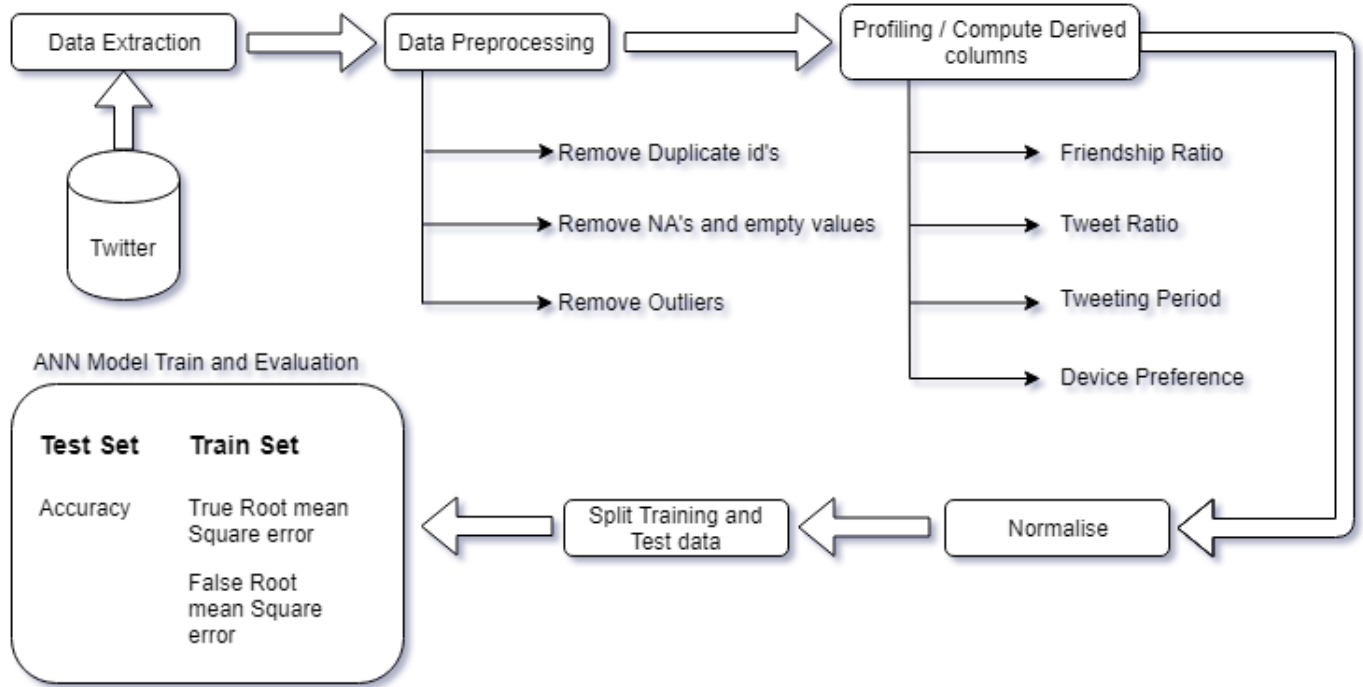 Data Extraction
Data Preprocessing
Profiling / Compute Derived
columns
Twitter
Remove Duplicate id's
Remove NA's and empty values
Remove Outliers
Friendship Ratio
Tweet Ratio
Tweeting Period
Device Preference
Normalise
Split Training and
Test data
ANN Model Train and Evaluation
Test Set
Train Set
Accuracy
True Root mean
Square error
False Root
mean Square
error